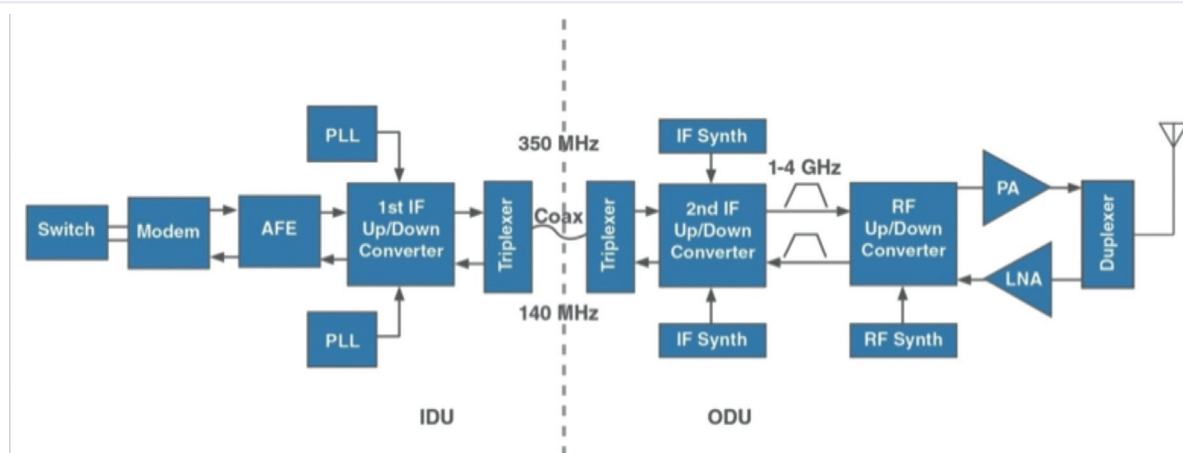 PLL
350 MHz
IF Synth
1-4 GHz
PA
Switch
Modem
AFE
1st IF
Up/Down
Converter
Triplexer
Coax
Triplexer
2nd IF
Up/Down
Converter
RF
Up/Down
Converter
Duplexer
LNA
140 MHz
PLL
IF Synth
RF Synth
IDU
ODU